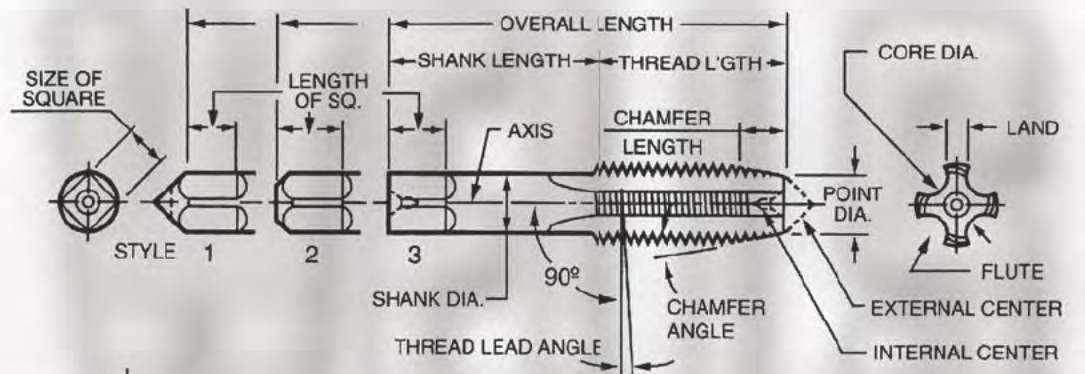 OVERALL LENGTH
SHANK LENGTH
THREAD L'GTH
CORE DIA.
SIZE OF
SQUARE
LENGTH
OF SQ.
AXIS
CHAMFER
LENGTH
LAND
POINT
DIA.
STYLE
1
2
3
SHANK DIA.
90º
CHAMFER
ANGLE
FLUTE
EXTERNAL CENTER
THREAD LEAD ANGLE
INTERNAL CENTER